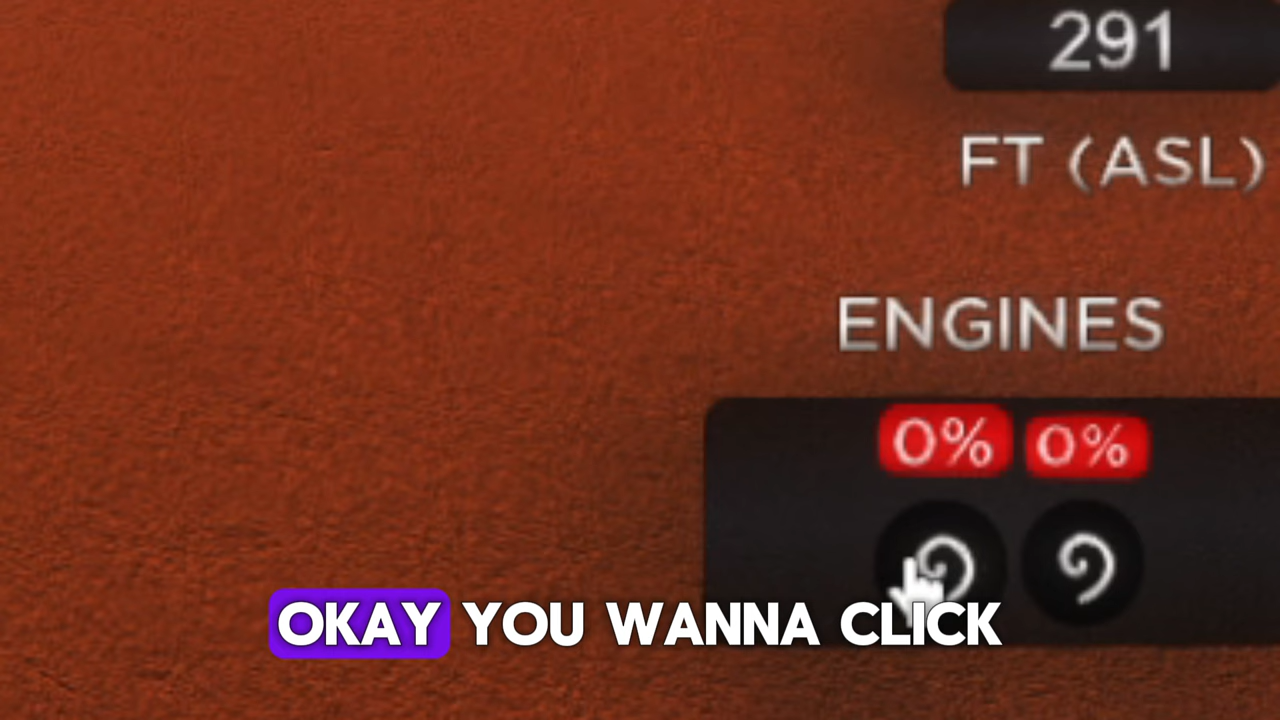 291
FT (ASL)
ENGINES
0% 0%
OKAY YOU WANNA CLICK